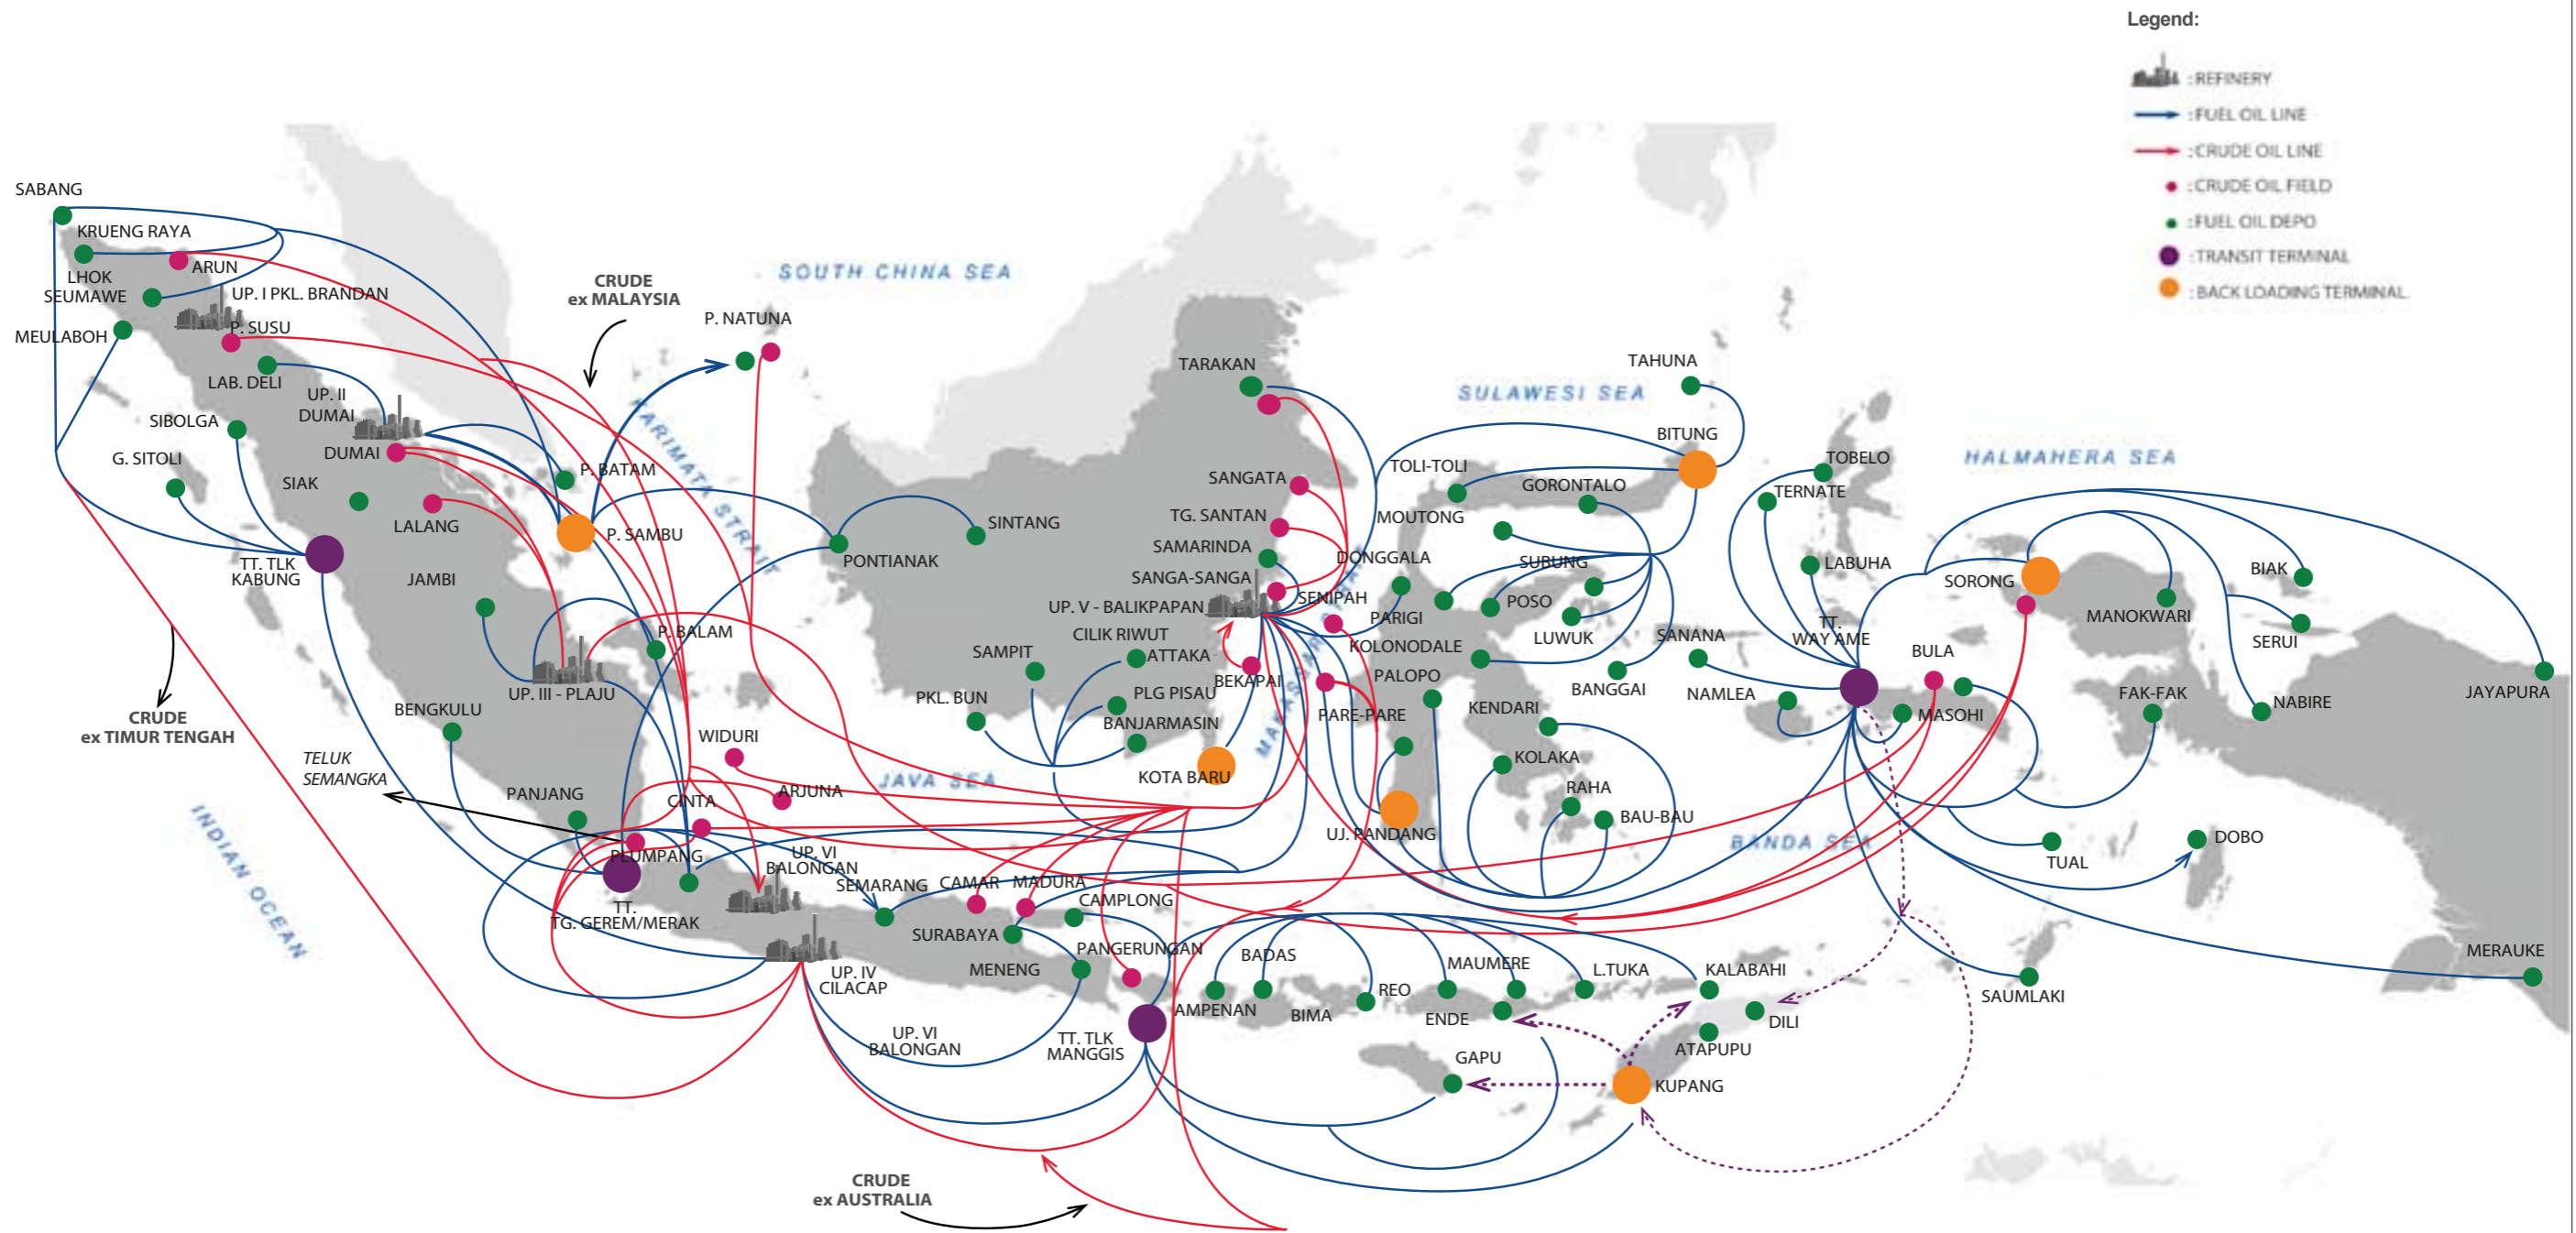 Legend:
: REFINERY
: FUEL OIL LINE
: CRUDE OIL LINE
: CRUDE OIL FIELD
: FUEL OIL DEPO
: TRANSIT TERMINAL
: BACK LOADING TERMINAL
SABANG
KRUENG RAYA
ARUN
LHOK
SEUMAWE
UP. I PKL. BRANDAN
P. SUSU
MEULABOH
LAB. DELI
UP. II
DUMAI
SIBOLGA
DUMAI
G. SITOLI
SIAK
LALANG
TT. TLK
KABUNG
JAMBI
BENGKULU
PANJANG
CRUDE
ex MALAYSIA
SOUTH CHINA SEA
P. NATUNA
KARIMATA STRAIT
P. BATAM
P. SAMBU
P. BALAM
UP. III - PLAJU
CRUDE
ex TIMUR TENGAH
TELUK
SEMANGKA
INDIAN OCEAN
WIDURI
CINTA
ARJUNA
JAVA SEA
PLUMPANG
TT.
TG. GEREM/MERAK
UP. VI
BALONGAN
SEMARANG
CAMAR
MADURA
CAMPLONG
SURABAYA
PANGERUNGAN
MENENG
UP. IV
CILACAP
UP. VI
BALONGAN
TT. TLK
MANGGIS
CRUDE
ex AUSTRALIA
PONTIANAK
SINTANG
TARAKAN
SANGATA
TG. SANTAN
SAMARINDA
SANGA-SANGA
UP. V - BALIKPAPAN
SENIPAH
CILIK RIWUT
ATTAKA
SAMPIT
BEKAPAI
PKL. BUN
PLG PISAU
BANJARMASIN
KOTA BARU
SULAWESI SEA
TAHUNA
BITUNG
TOLI-TOLI
GORONTALO
MOUTONG
DONGGALA
SUBUNG
POSO
PARIGI
LUWUK
KOLONODALE
BANGGAI
PALOPO
PARE-PARE
KENDARI
KOLAKA
RAHA
BAU-BAU
UJ. PANDANG
BANDA SEA
HALMAHERA SEA
TOBELO
TERNATE
LABUHA
SANANA
TT.
WAY AME
NAMLEA
BULA
MASOHI
SORONG
MANOKWARI
BIAK
SERUI
NABIRE
FAK-FAK
JAYAPURA
TUAL
DOBO
MERAUKE
SAUMLAKI
AMPENAN
BADAS
BIMA
REO
MAUMERE
ENDE
L.TUKA
KALABAHI
DILI
ATAPUPU
GAPU
KUPANG